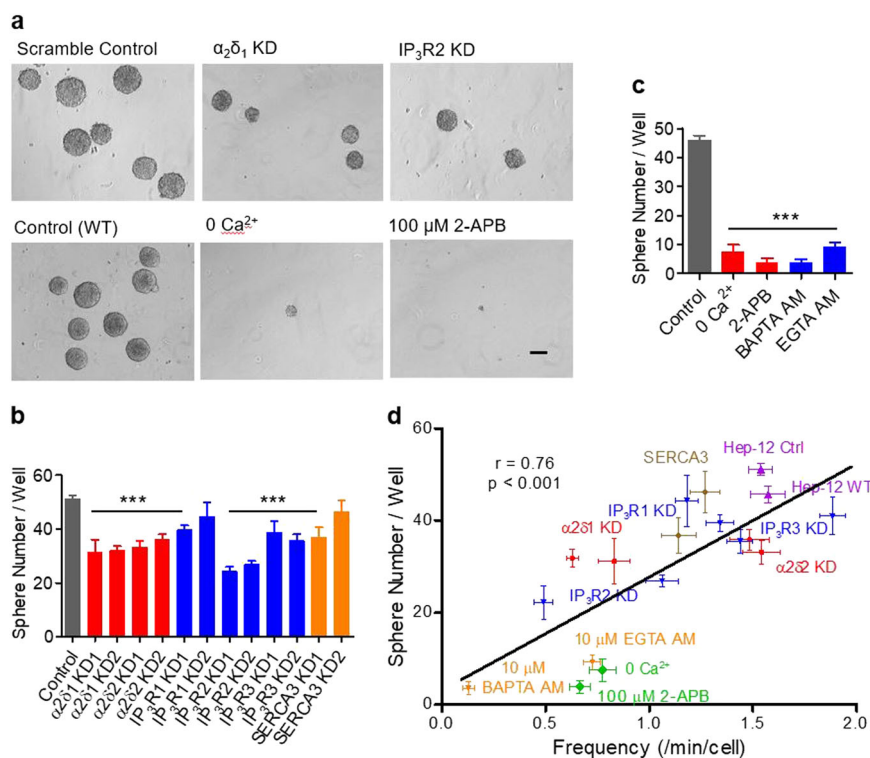 a
Scramble Control
α₂δ₁ KD
IP₃R2 KD
Control (WT)
0 Ca²⁺
100 μM 2-APB
b
Sphere Number / Well
60
40
20
0
***
***
Control
α2δ1 KD1
α2δ1 KD2
α2δ2 KD1
α2δ2 KD2
IP₃R1 KD1
IP₃R1 KD2
IP₃R2 KD1
IP₃R2 KD2
IP₃R3 KD1
IP₃R3 KD2
SERCA3 KD1
SERCA3 KD2
c
Sphere Number / Well
50
40
30
20
10
0
***
Control
0 Ca²⁺
2-APB
BAPTA AM
EGTA AM
d
Sphere Number / Well
60
40
20
0
r = 0.76
p < 0.001
SERCA3
Hep-12 Ctrl
Hep-12 WT
IP₃R1 KD
IP₃R3 KD
α2δ1 KD
α2δ2 KD
IP₃R2 KD
10 μM EGTA AM
10 μM
BAPTA AM
0 Ca²⁺
100 μM 2-APB
0.5
1.0
1.5
2.0
Frequency (/min/cell)